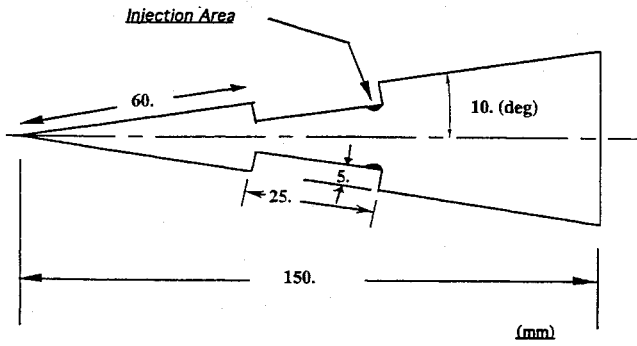 Injection Area
60.
10. (deg)
5.
25.
150.
(mm)